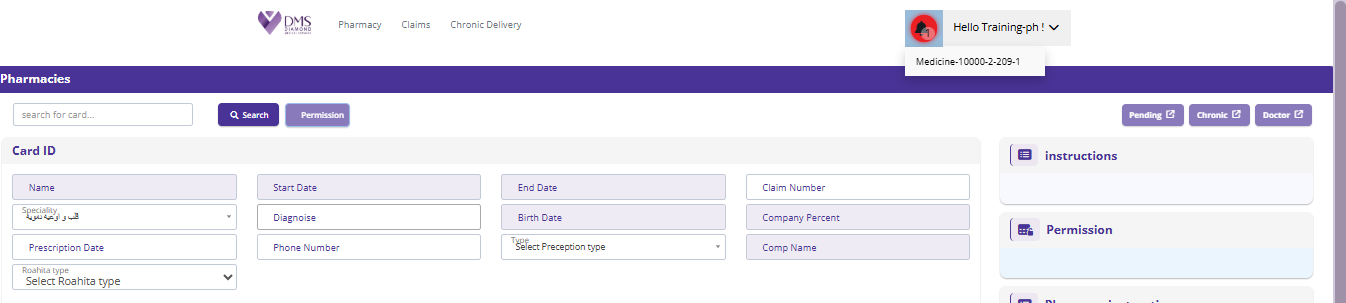 DMS
DIAMOND
Pharmacy
Claims
Chronic Delivery
1
Hello Training-ph !
Medicine-10000-2-209-1
Pharmacies
search for card...
Search
Permission
Pending
Chronic
Doctor
Card ID
instructions
Name
Start Date
End Date
Claim Number
Speciality
قلب و اوعية دموية
Diagnoise
Birth Date
Company Percent
Permission
Prescription Date
Phone Number
Type
Select Preception type
Comp Name
Roahita type
Select Roahita type